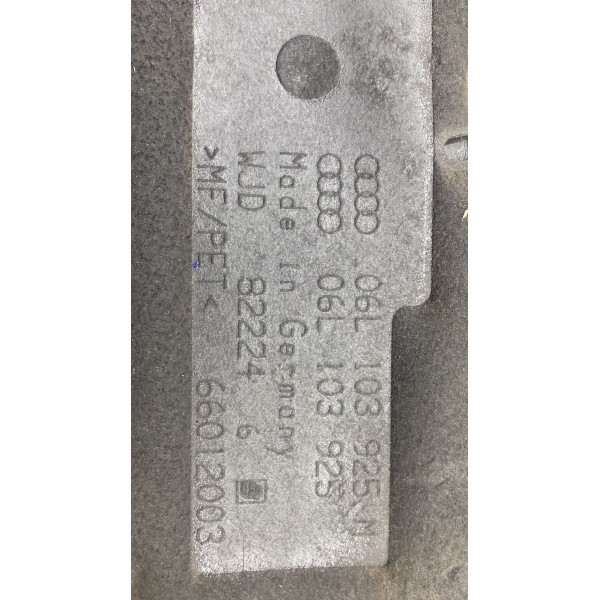 06L 103 925 N
06L 103 925
Made in Germany
WJD 82224 6
>MF/PET< 66012003